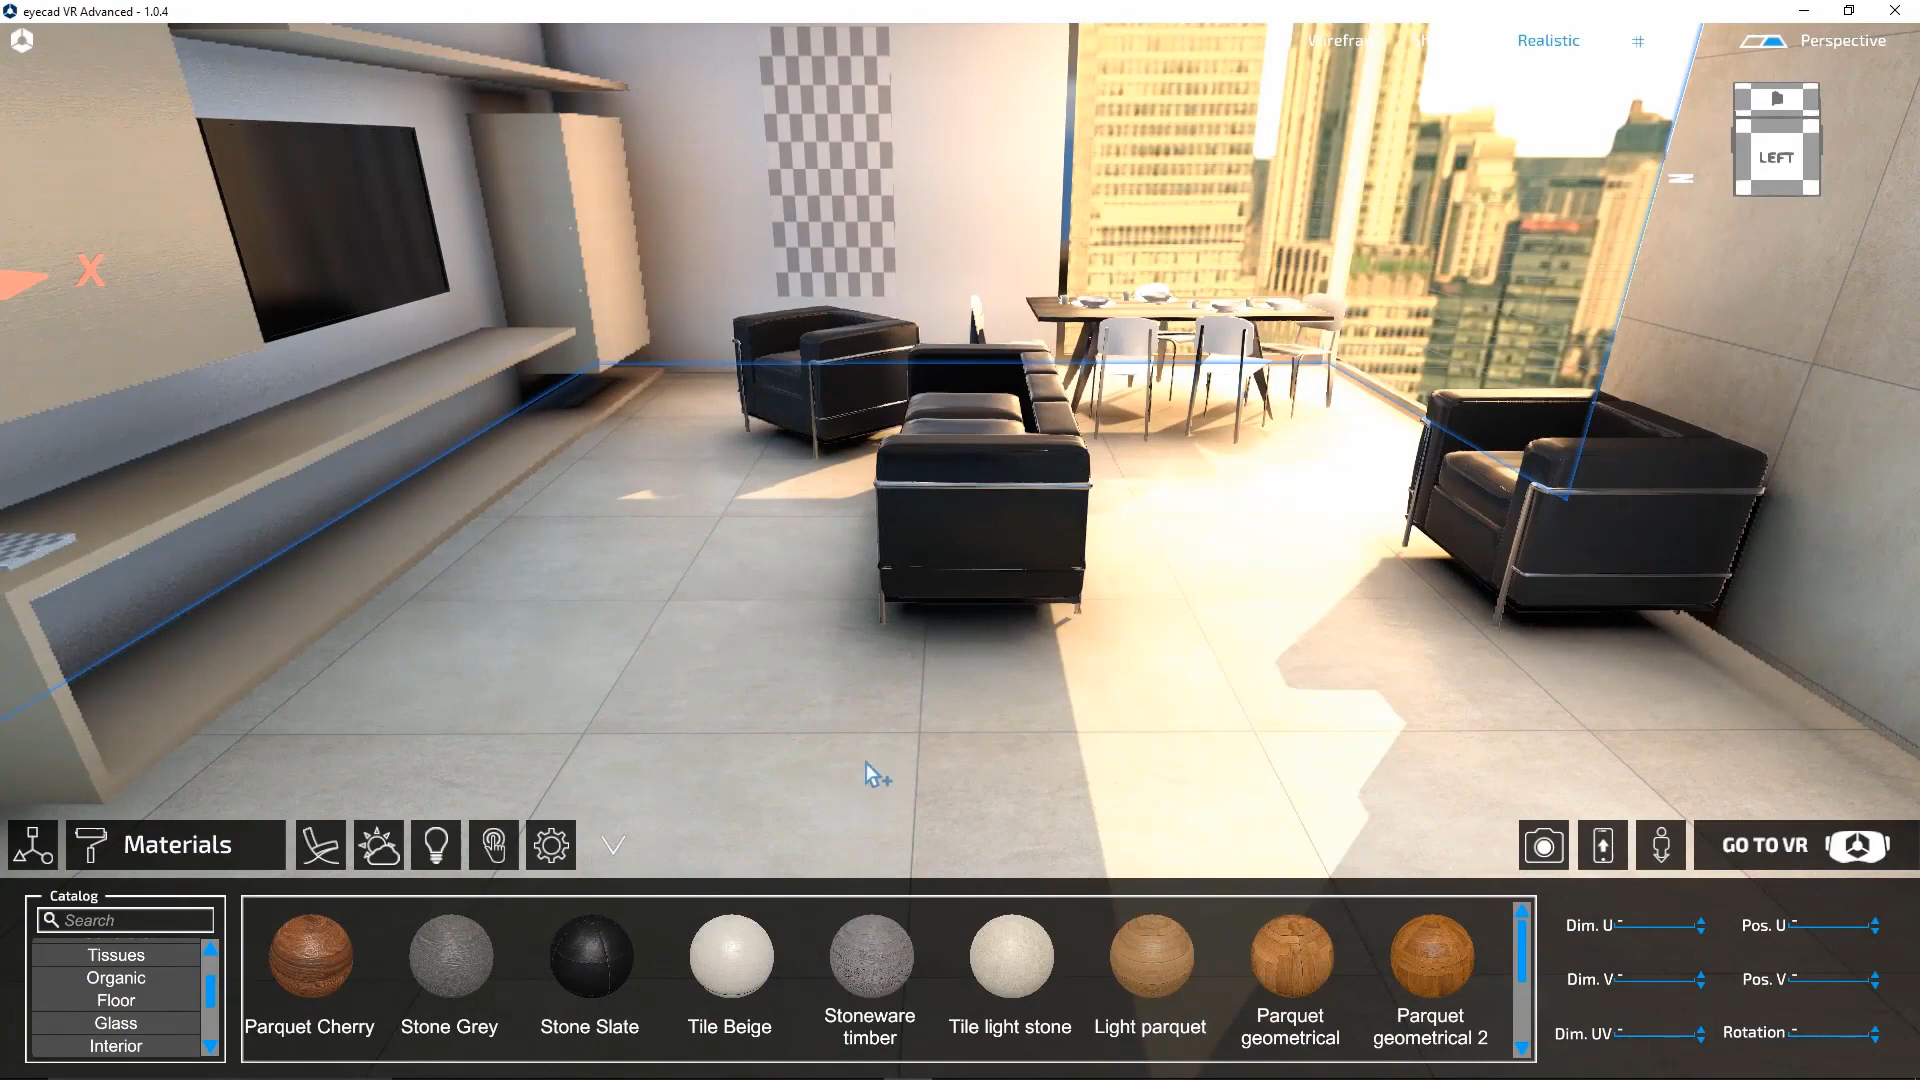 eyecad VR Advanced - 1.0.4
Realistic
Perspective
LEFT
X
Materials
GO TO VR
Catalog
Search
Tissues
Organic
Floor
Glass
Interior
Parquet Cherry
Stone Grey
Stone Slate
Tile Beige
Stoneware
timber
Tile light stone
Light parquet
Parquet
geometrical
Parquet
geometrical 2
Dim. U
Pos. U
Dim. V
Pos. V
Dim. UV
Rotation